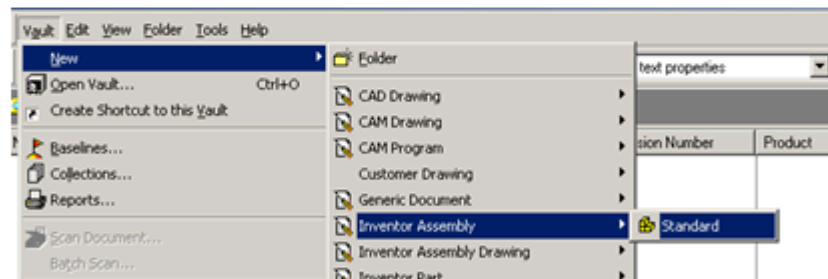 Vault Edit View Folder Tools Help
New
Open Vault... Ctrl+O
Create Shortcut to this Vault
Baselines...
Collections...
Reports...
Scan Document...
Batch Scan...
Folder
CAD Drawing
CAM Drawing
CAM Program
Customer Drawing
Generic Document
Inventor Assembly
Inventor Assembly Drawing
Inventor Part
Standard
text properties
sion Number Product